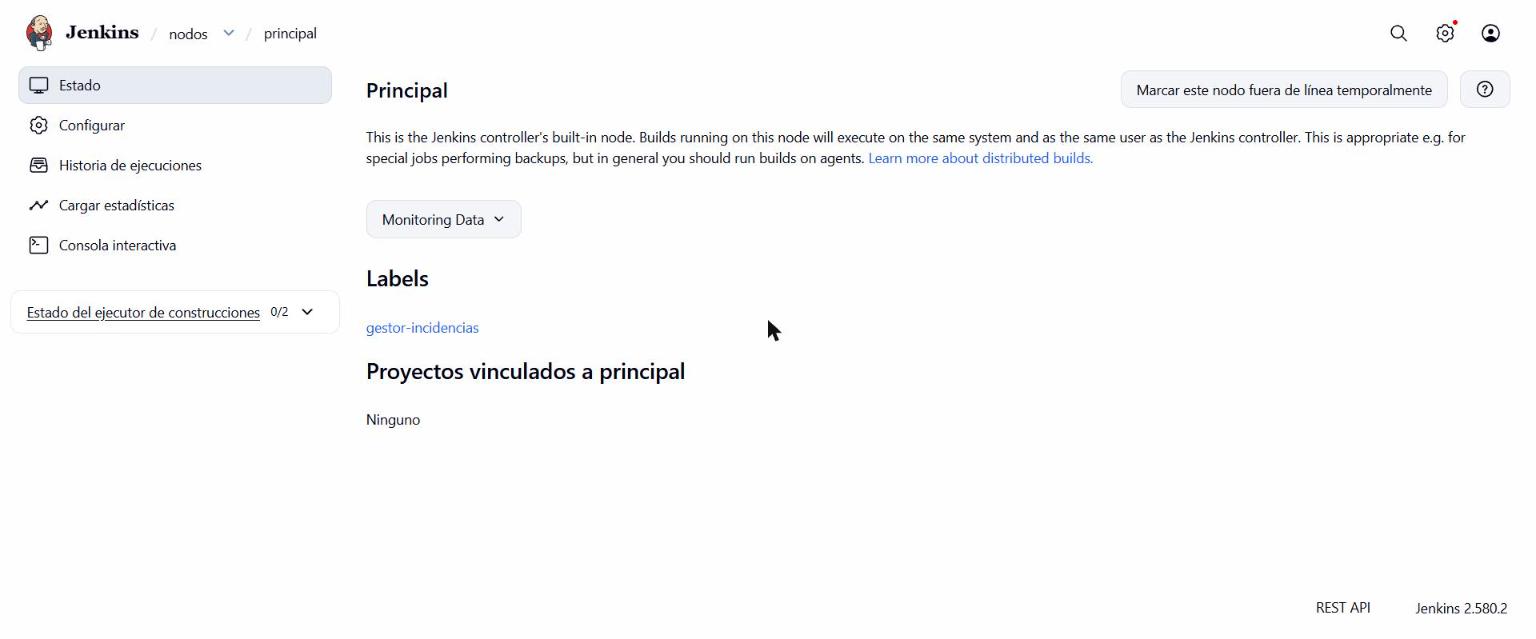 Jenkins / nodos / principal
Estado
Configurar
Historia de ejecuciones
Cargar estadísticas
Consola interactiva
Estado del ejecutor de construcciones 0/2
Principal
Marcar este nodo fuera de línea temporalmente
This is the Jenkins controller's built-in node. Builds running on this node will execute on the same system and as the same user as the Jenkins controller. This is appropriate e.g. for
special jobs performing backups, but in general you should run builds on agents. Learn more about distributed builds.
Monitoring Data
Labels
gestor-incidencias
Proyectos vinculados a principal
Ninguno
REST API
Jenkins 2.580.2